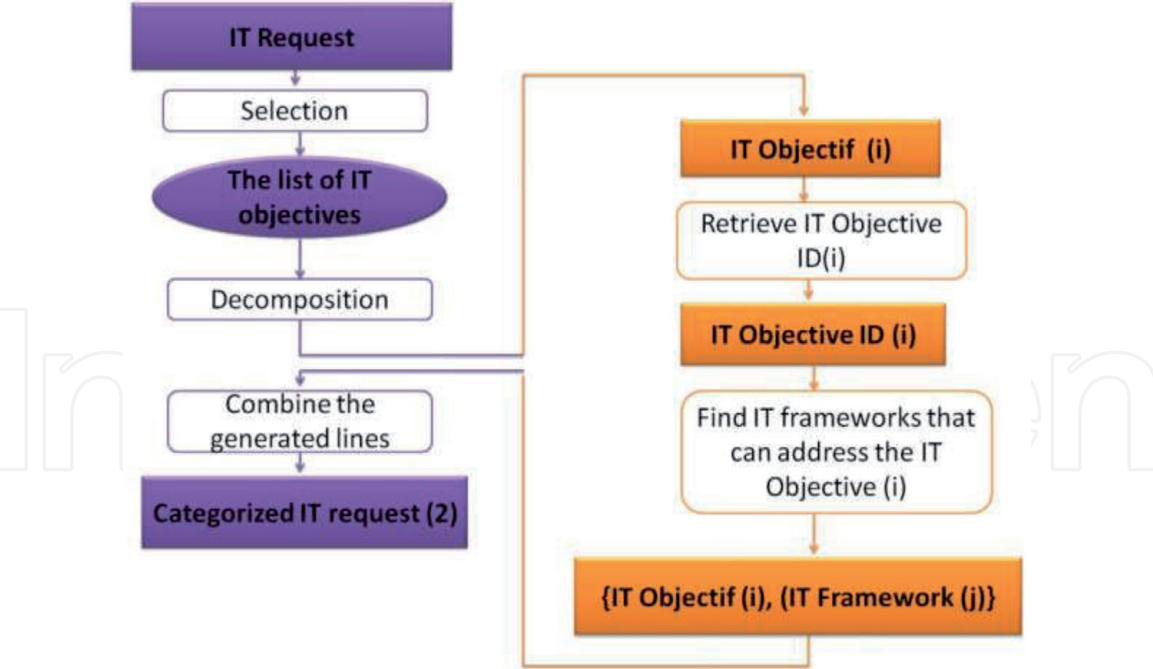 IT Request
Selection
The list of IT
objectives
Decomposition
Combine the
generated lines
Categorized IT request (2)
IT Objectif (i)
Retrieve IT Objective
ID(i)
IT Objective ID (i)
Find IT frameworks that
can address the IT
Objective (i)
{IT Objectif (i), (IT Framework (j)}